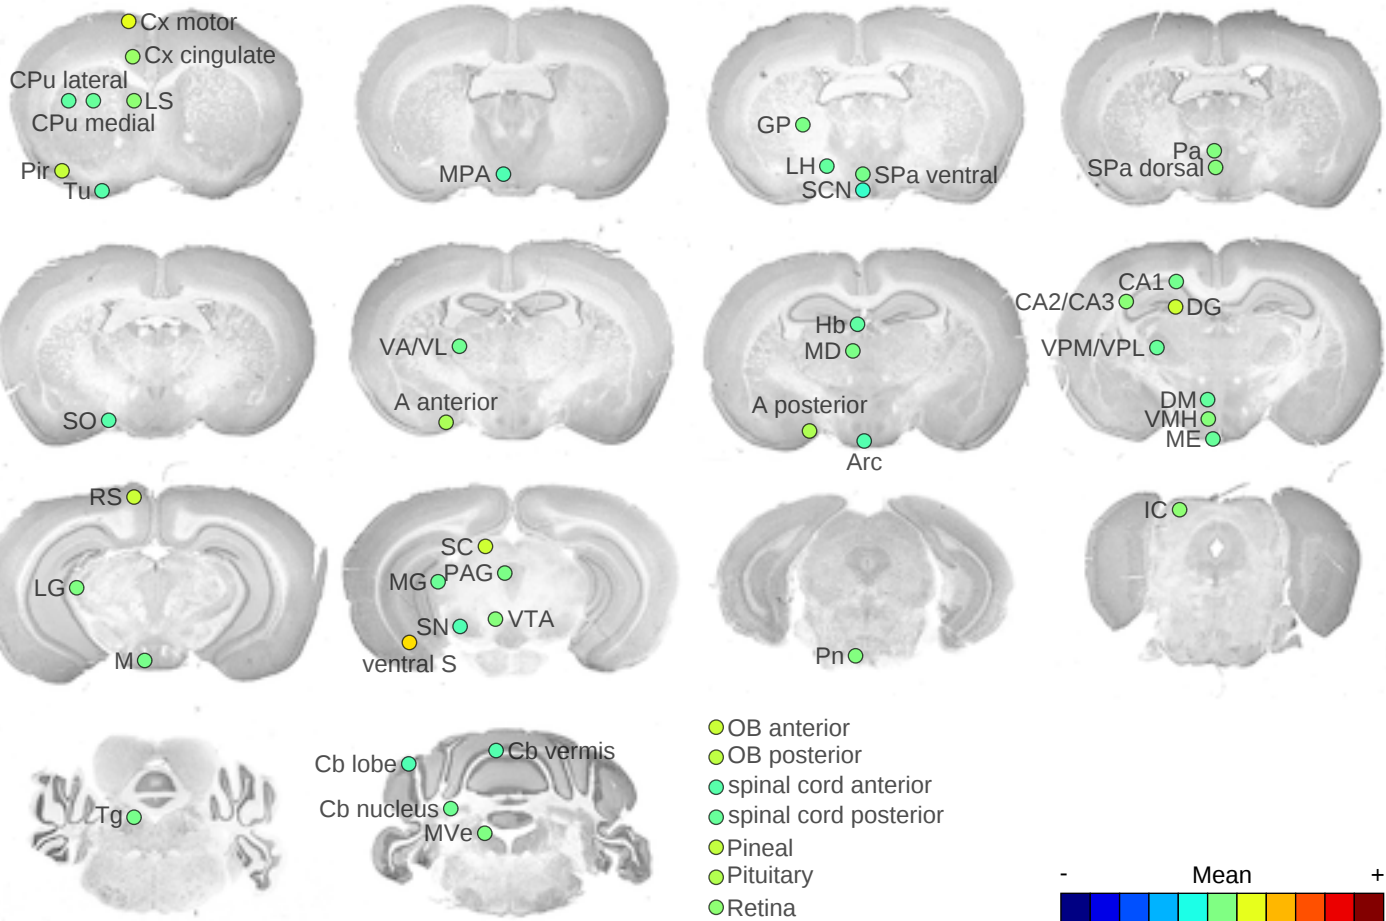 Cx motor
Cx cingulate
CPu lateral
LS
CPu medial
Pir
Tu
MPA
GP
LH
SPa ventral
SCN
Pa
SPa dorsal
SO
VA/VL
A anterior
Hb
MD
A posterior
Arc
CA1
CA2/CA3
DG
VPM/VPL
DM
VMH
ME
RS
LG
M
SC
MG
PAG
SN
VTA
ventral S
Pn
IC
Tg
Cb lobe
Cb vermis
Cb nucleus
MVe
OB anterior
OB posterior
spinal cord anterior
spinal cord posterior
Pineal
Pituitary
Retina
- Mean +